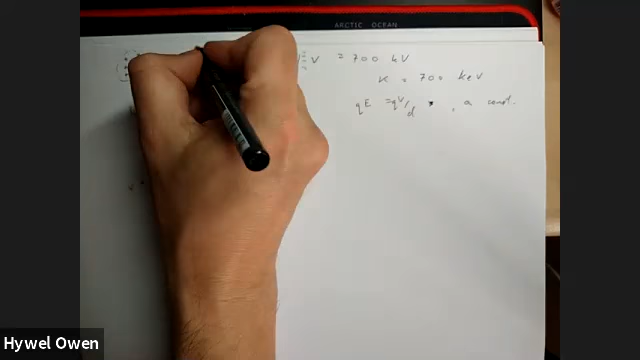 ARCTIC OCEAN
V = 700 kV
K = 700 keV
qE = qV/d , a const.
Hywel Owen